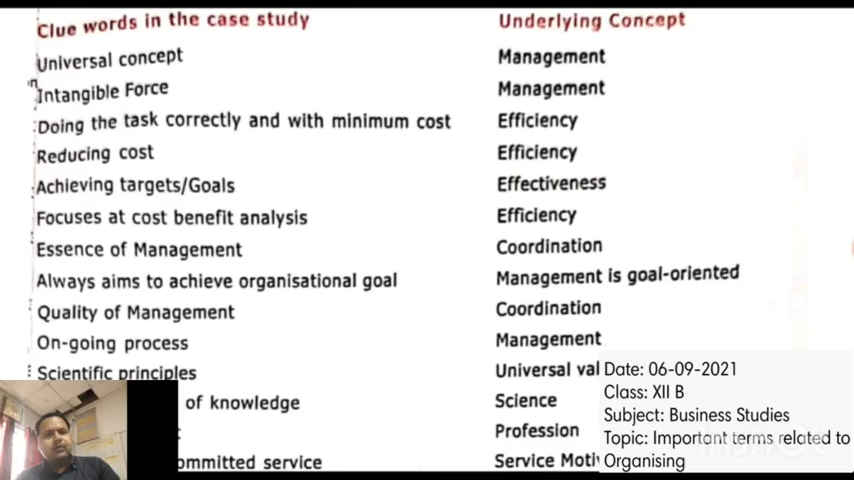 Clue words in the case study Underlying Concept
Universal concept Management
Intangible Force Management
Doing the task correctly and with minimum cost Efficiency
Reducing cost Efficiency
Achieving targets/Goals Effectiveness
Focuses at cost benefit analysis Efficiency
Essence of Management Coordination
Always aims to achieve organisational goal Management is goal-oriented
Quality of Management Coordination
On-going process Management
Scientific principles Universal
of knowledge Science
Profession
service Service
Date: 06-09-2021
Class: XII B
Subject: Business Studies
Topic: Important terms related to
Organising